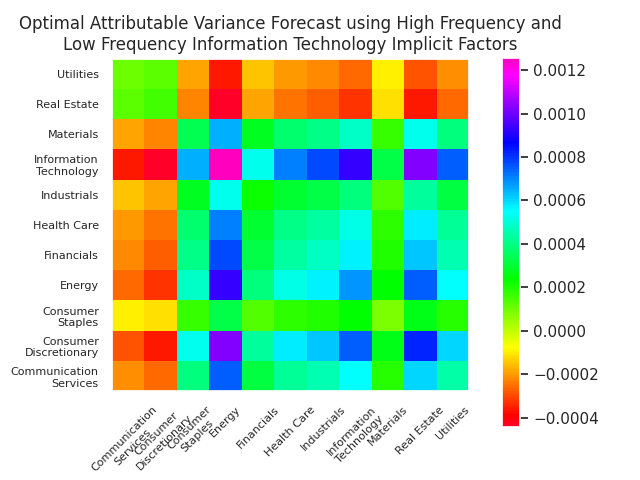 Optimal Attributable Variance Forecast using High Frequency and
Low Frequency Information Technology Implicit Factors
Utilities
Real Estate
Materials
Information
Technology
Industrials
Health Care
Financials
Energy
Consumer
Staples
Consumer
Discretionary
Communication
Services
Communication
Services
Consumer
Discretionary
Consumer
Staples
Energy
Financials
Health Care
Industrials
Information
Technology
Materials
Real Estate
Utilities
0.0012
0.0010
0.0008
0.0006
0.0004
0.0002
0.0000
−0.0002
−0.0004